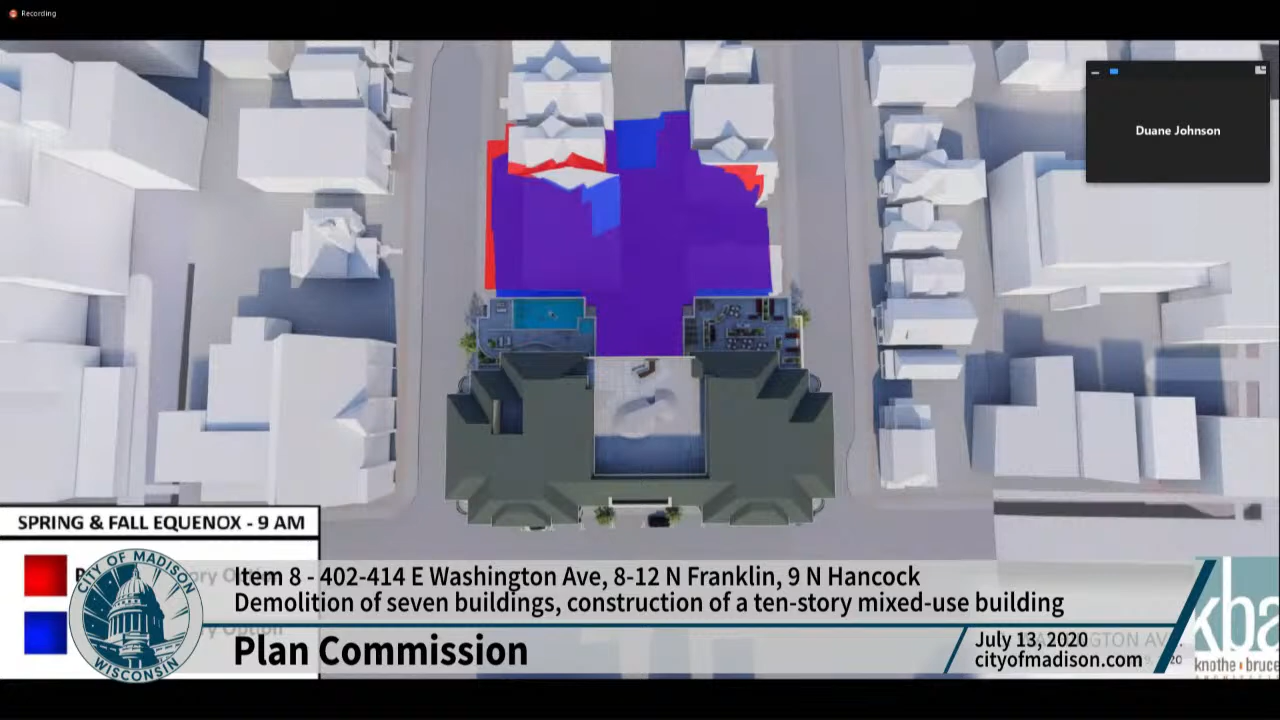 Recording
Duane Johnson
SPRING & FALL EQUENOX - 9 AM
CITY OF MADISON
WISCONSIN
Item 8 - 402-414 E Washington Ave, 8-12 N Franklin, 9 N Hancock
Demolition of seven buildings, construction of a ten-story mixed-use building
Plan Commission
July 13, 2020
cityofmadison.com
kba
knothe • bruce